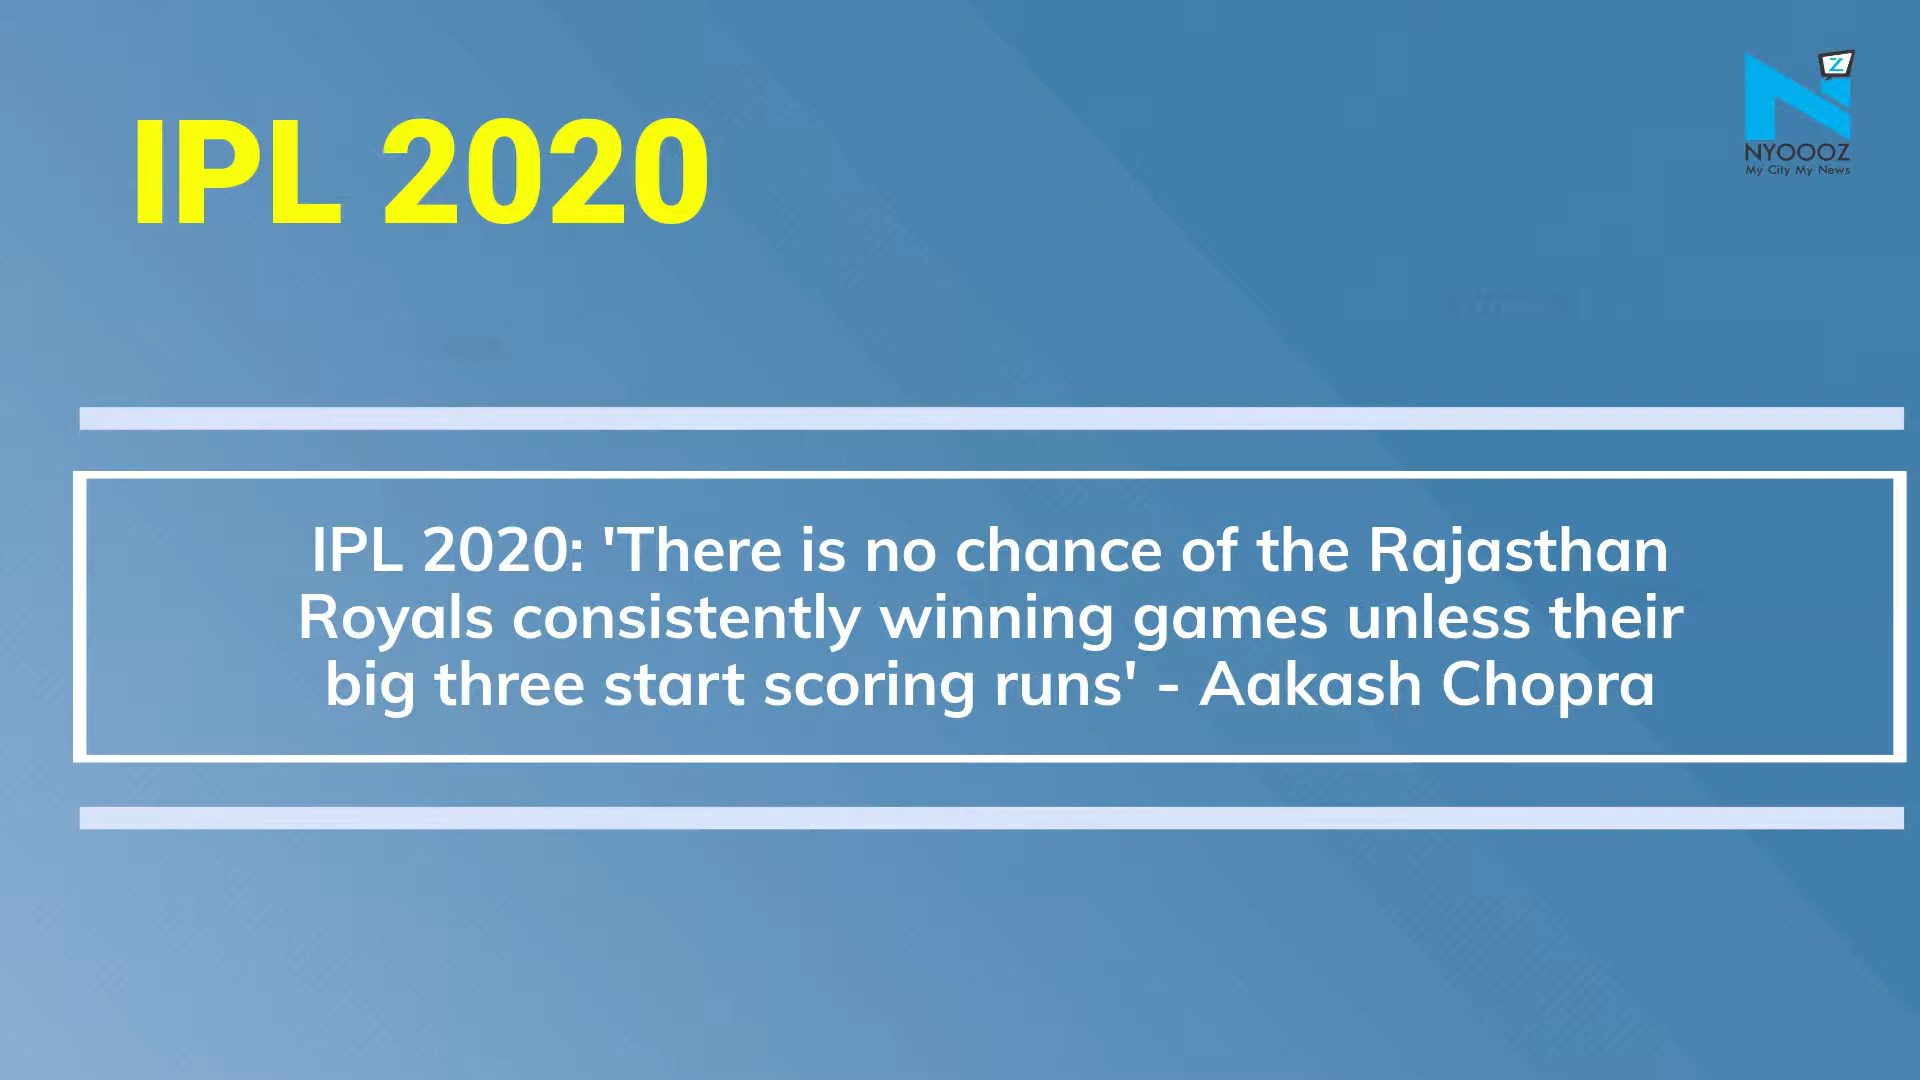 IPL 2020
Z
NYOOOZ
My City My News
IPL 2020: 'There is no chance of the Rajasthan
Royals consistently winning games unless their
big three start scoring runs' - Aakash Chopra